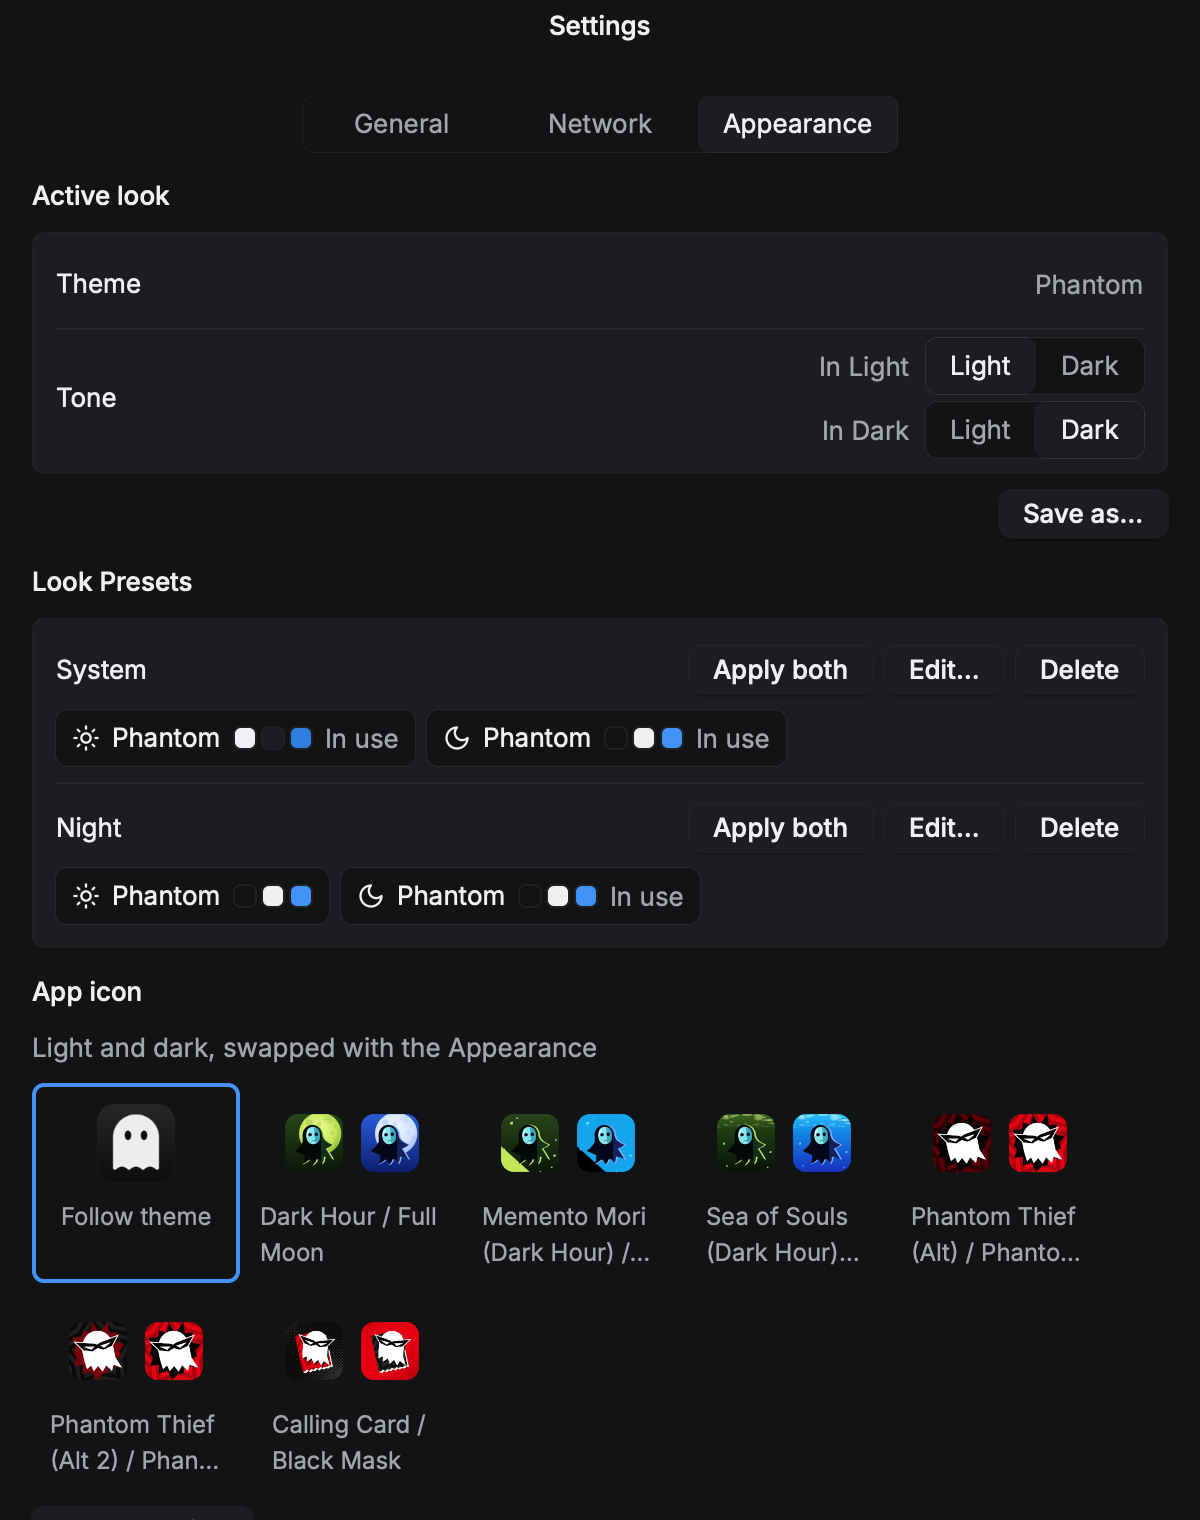 Settings
General Network Appearance
Active look
Theme Phantom
Tone
In Light Light Dark
In Dark Light Dark
Save as...
Look Presets
System Apply both Edit... Delete
Phantom In use Phantom In use
Night Apply both Edit... Delete
Phantom Phantom In use
App icon
Light and dark, swapped with the Appearance
Follow theme
Dark Hour / Full
Moon
Memento Mori
(Dark Hour) /...
Sea of Souls
(Dark Hour)...
Phantom Thief
(Alt) / Phanto...
Phantom Thief
(Alt 2) / Phan...
Calling Card /
Black Mask